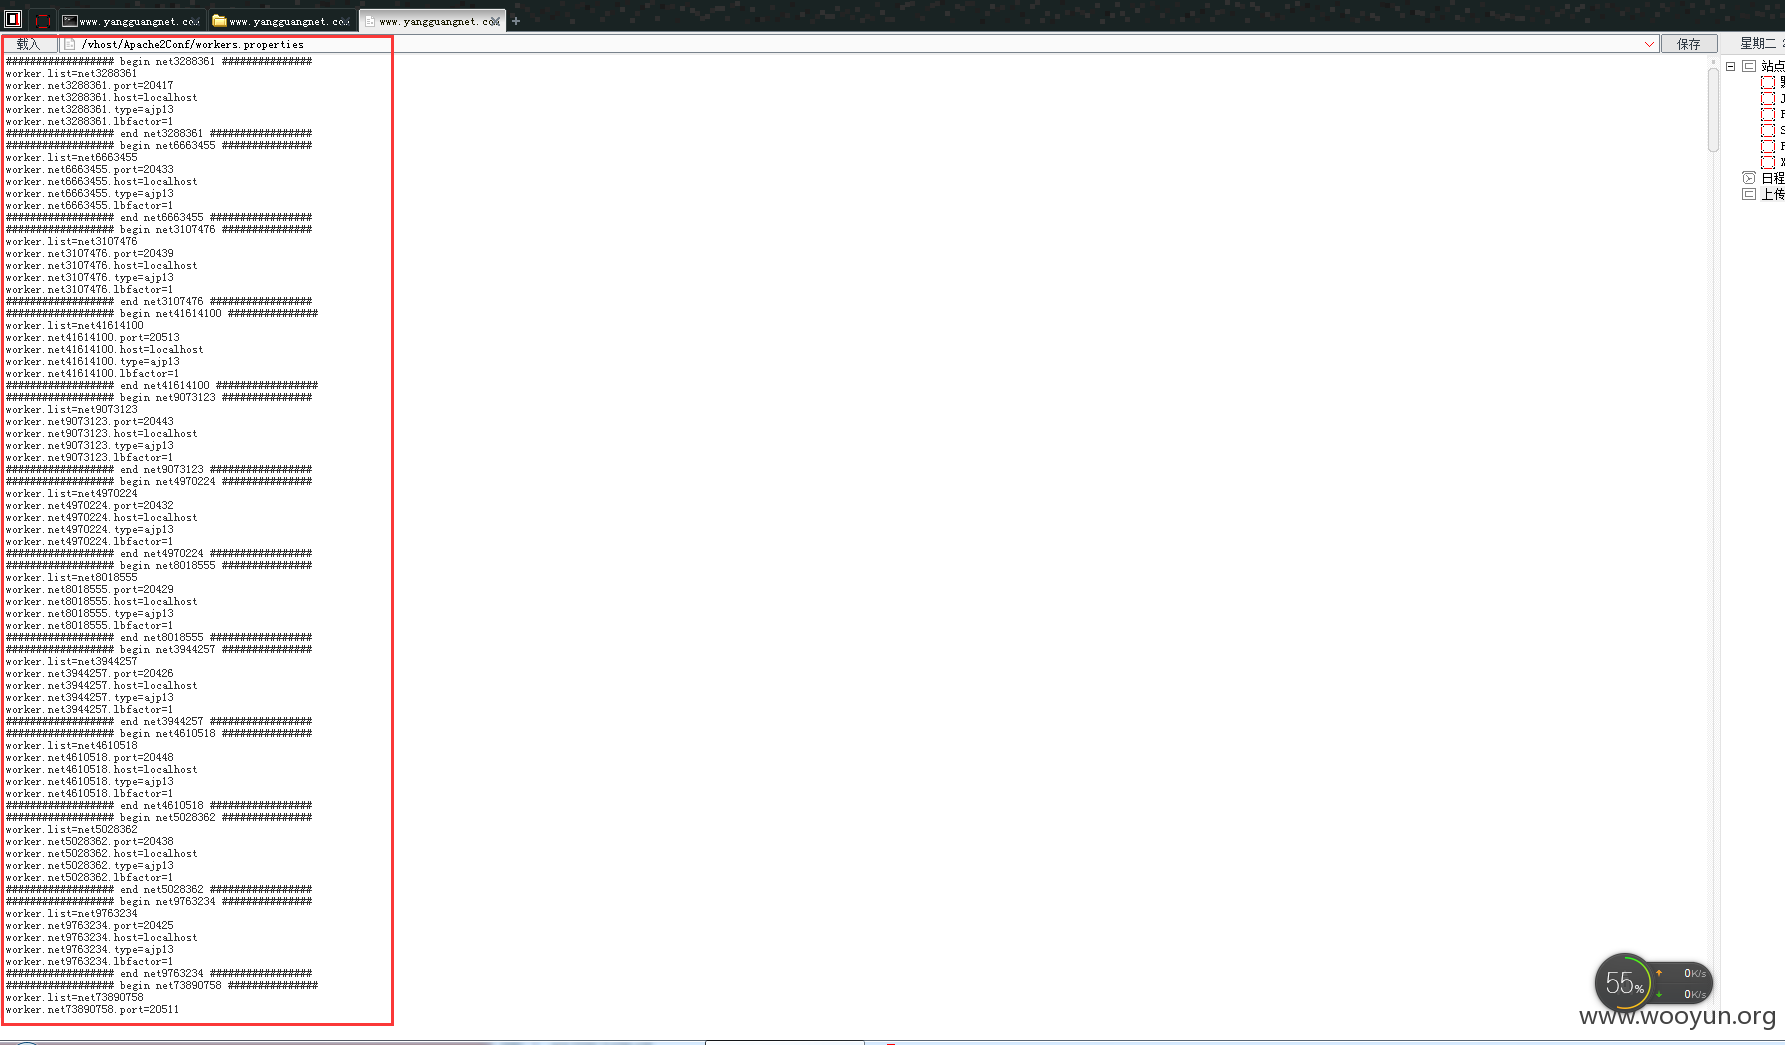 www.yangguangnet.co
www.yangguangnet.co
www.yangguangnet.co
载入 /vhost/Apache2Conf/workers.properties 保存 星期二
################## begin net3288361 ###############
worker.list=net3288361
worker.net3288361.port=20417
worker.net3288361.host=localhost
worker.net3288361.type=ajp13
worker.net3288361.lbfactor=1
################## end net3288361 #################
################## begin net6663455 ###############
worker.list=net6663455
worker.net6663455.port=20433
worker.net6663455.host=localhost
worker.net6663455.type=ajp13
worker.net6663455.lbfactor=1
################## end net6663455 #################
################## begin net3107476 ###############
worker.list=net3107476
worker.net3107476.port=20439
worker.net3107476.host=localhost
worker.net3107476.type=ajp13
worker.net3107476.lbfactor=1
################## end net3107476 #################
################## begin net41614100 ###############
worker.list=net41614100
worker.net41614100.port=20513
worker.net41614100.host=localhost
worker.net41614100.type=ajp13
worker.net41614100.lbfactor=1
################## end net41614100 #################
################## begin net9073123 ###############
worker.list=net9073123
worker.net9073123.port=20443
worker.net9073123.host=localhost
worker.net9073123.type=ajp13
worker.net9073123.lbfactor=1
################## end net9073123 #################
################## begin net4970224 ###############
worker.list=net4970224
worker.net4970224.port=20432
worker.net4970224.host=localhost
worker.net4970224.type=ajp13
worker.net4970224.lbfactor=1
################## end net4970224 #################
################## begin net8018555 ###############
worker.list=net8018555
worker.net8018555.port=20429
worker.net8018555.host=localhost
worker.net8018555.type=ajp13
worker.net8018555.lbfactor=1
################## end net8018555 #################
################## begin net3944257 ###############
worker.list=net3944257
worker.net3944257.port=20426
worker.net3944257.host=localhost
worker.net3944257.type=ajp13
worker.net3944257.lbfactor=1
################## end net3944257 #################
################## begin net4610518 ###############
worker.list=net4610518
worker.net4610518.port=20448
worker.net4610518.host=localhost
worker.net4610518.type=ajp13
worker.net4610518.lbfactor=1
################## end net4610518 #################
################## begin net5028362 ###############
worker.list=net5028362
worker.net5028362.port=20438
worker.net5028362.host=localhost
worker.net5028362.type=ajp13
worker.net5028362.lbfactor=1
################## end net5028362 #################
################## begin net9763234 ###############
worker.list=net9763234
worker.net9763234.port=20425
worker.net9763234.host=localhost
worker.net9763234.type=ajp13
worker.net9763234.lbfactor=1
################## end net9763234 #################
################## begin net73890758 ###############
worker.list=net73890758
worker.net73890758.port=20511
站点
日程
上传
55%
0K/s
0K/s
www.wooyun.org